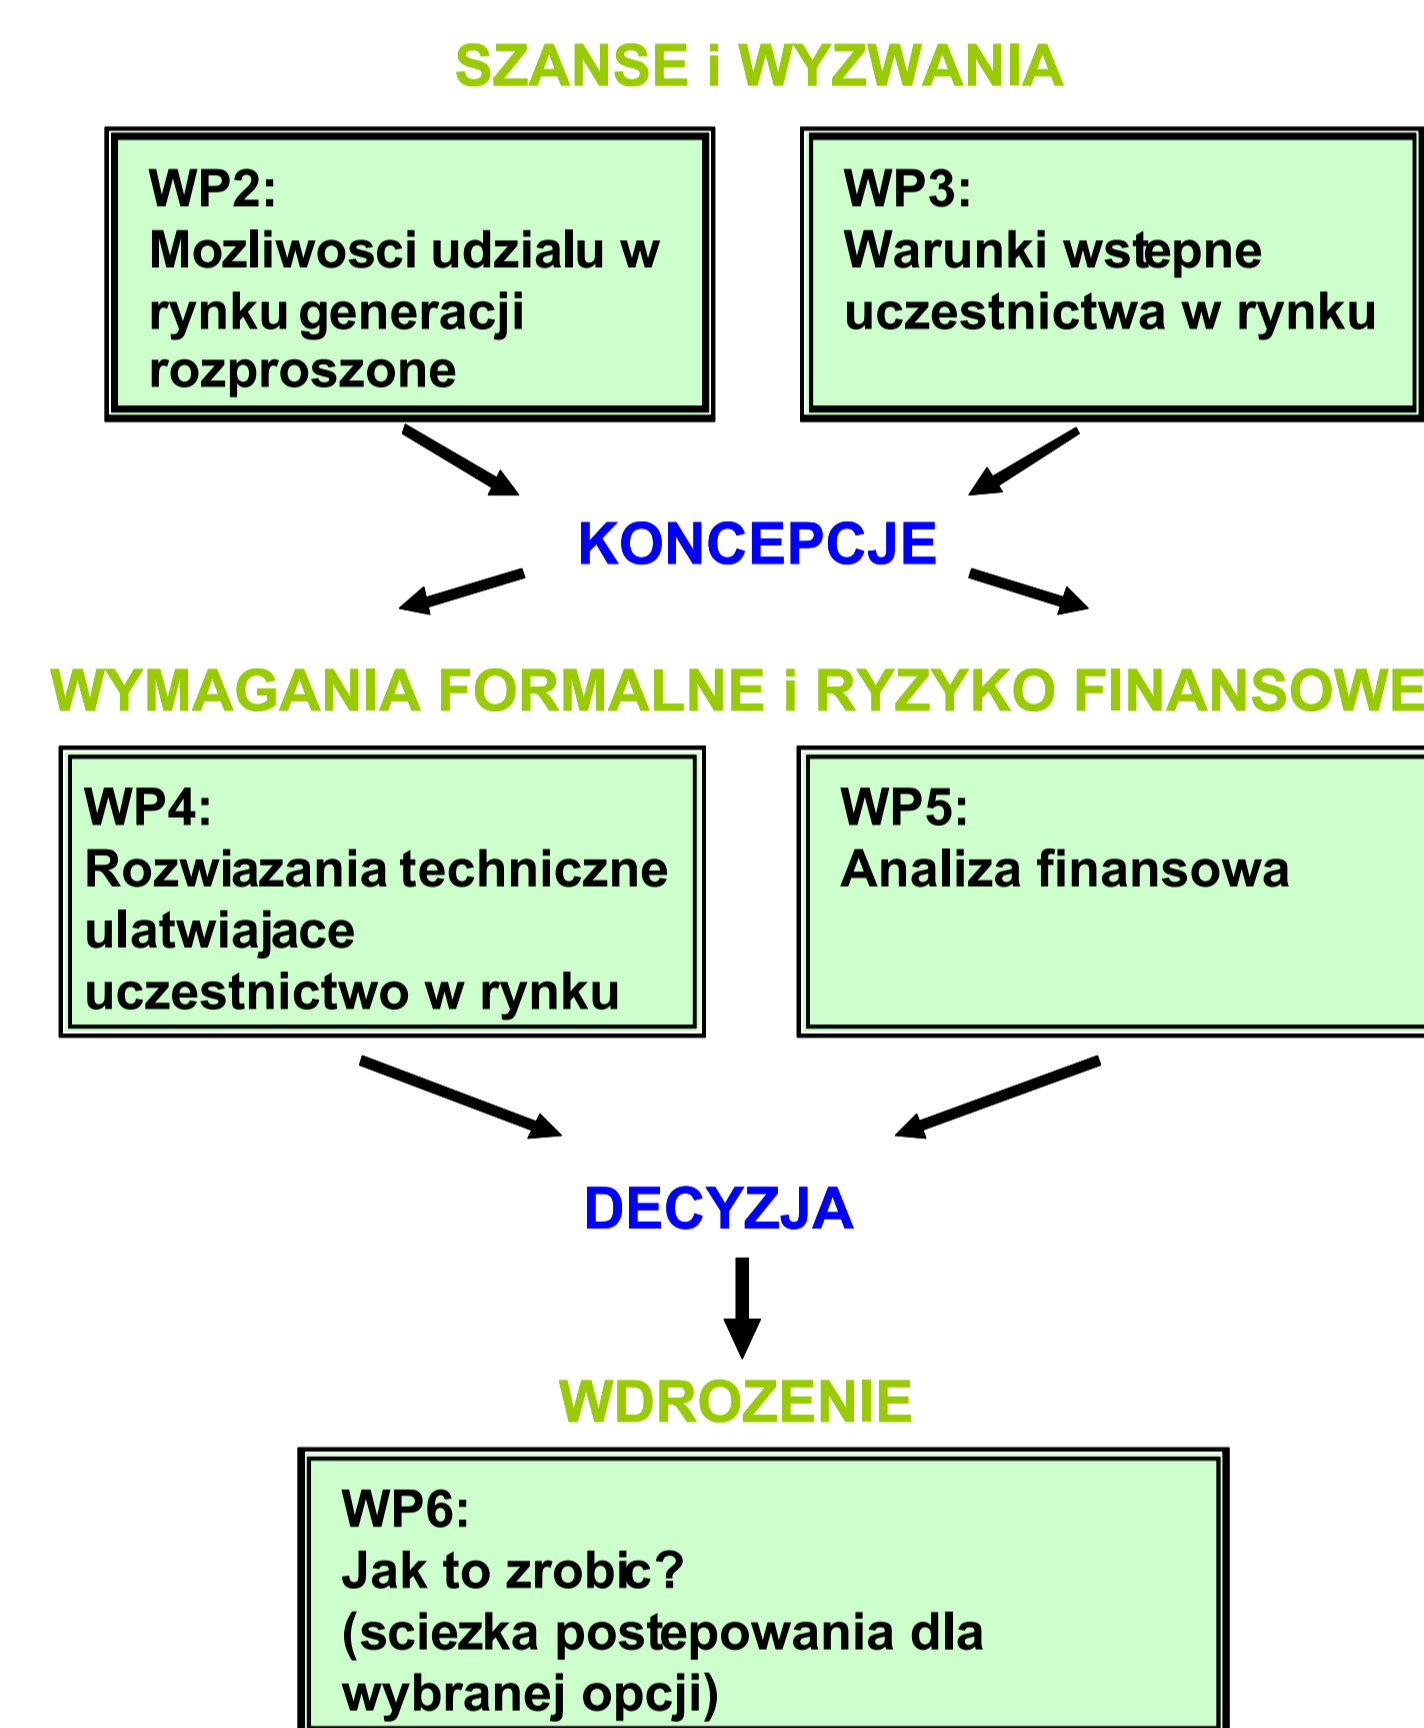 SZANSE i WYZWANIA
WP2:
Mozliwosci udzialu w
rynku generacji
rozproszone
WP3:
Warunki wstepne
uczestnictwa w rynku
KONCEPCJE
WYMAGANIA FORMALNE i RYZYKO FINANSOWE
WP4:
Rozwiazania techniczne
ulatwiajace
uczestnictwo w rynku
WP5:
Analiza finansowa
DECYZJA
WDROZENIE
WP6:
Jak to zrobic?
(sciezka postepowania dla
wybranej opcji)